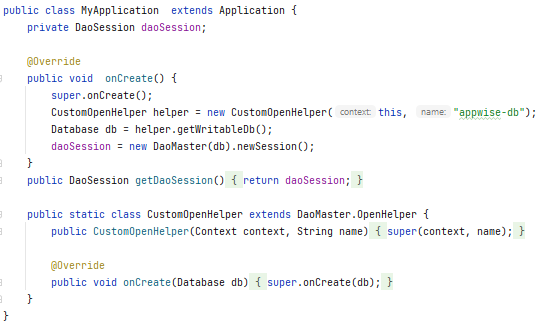 public class MyApplication  extends Application {
    private DaoSession daoSession;

    @Override
    public void  onCreate() {
        super.onCreate();
        CustomOpenHelper helper = new CustomOpenHelper( context: this,  name: "appwise-db");
        Database db = helper.getWritableDb();
        daoSession = new DaoMaster(db).newSession();
    }
    public DaoSession getDaoSession() { return daoSession; }

    public static class CustomOpenHelper extends DaoMaster.OpenHelper {
        public CustomOpenHelper(Context context, String name) { super(context, name); }

        @Override
        public void onCreate(Database db) { super.onCreate(db); }
    }
}